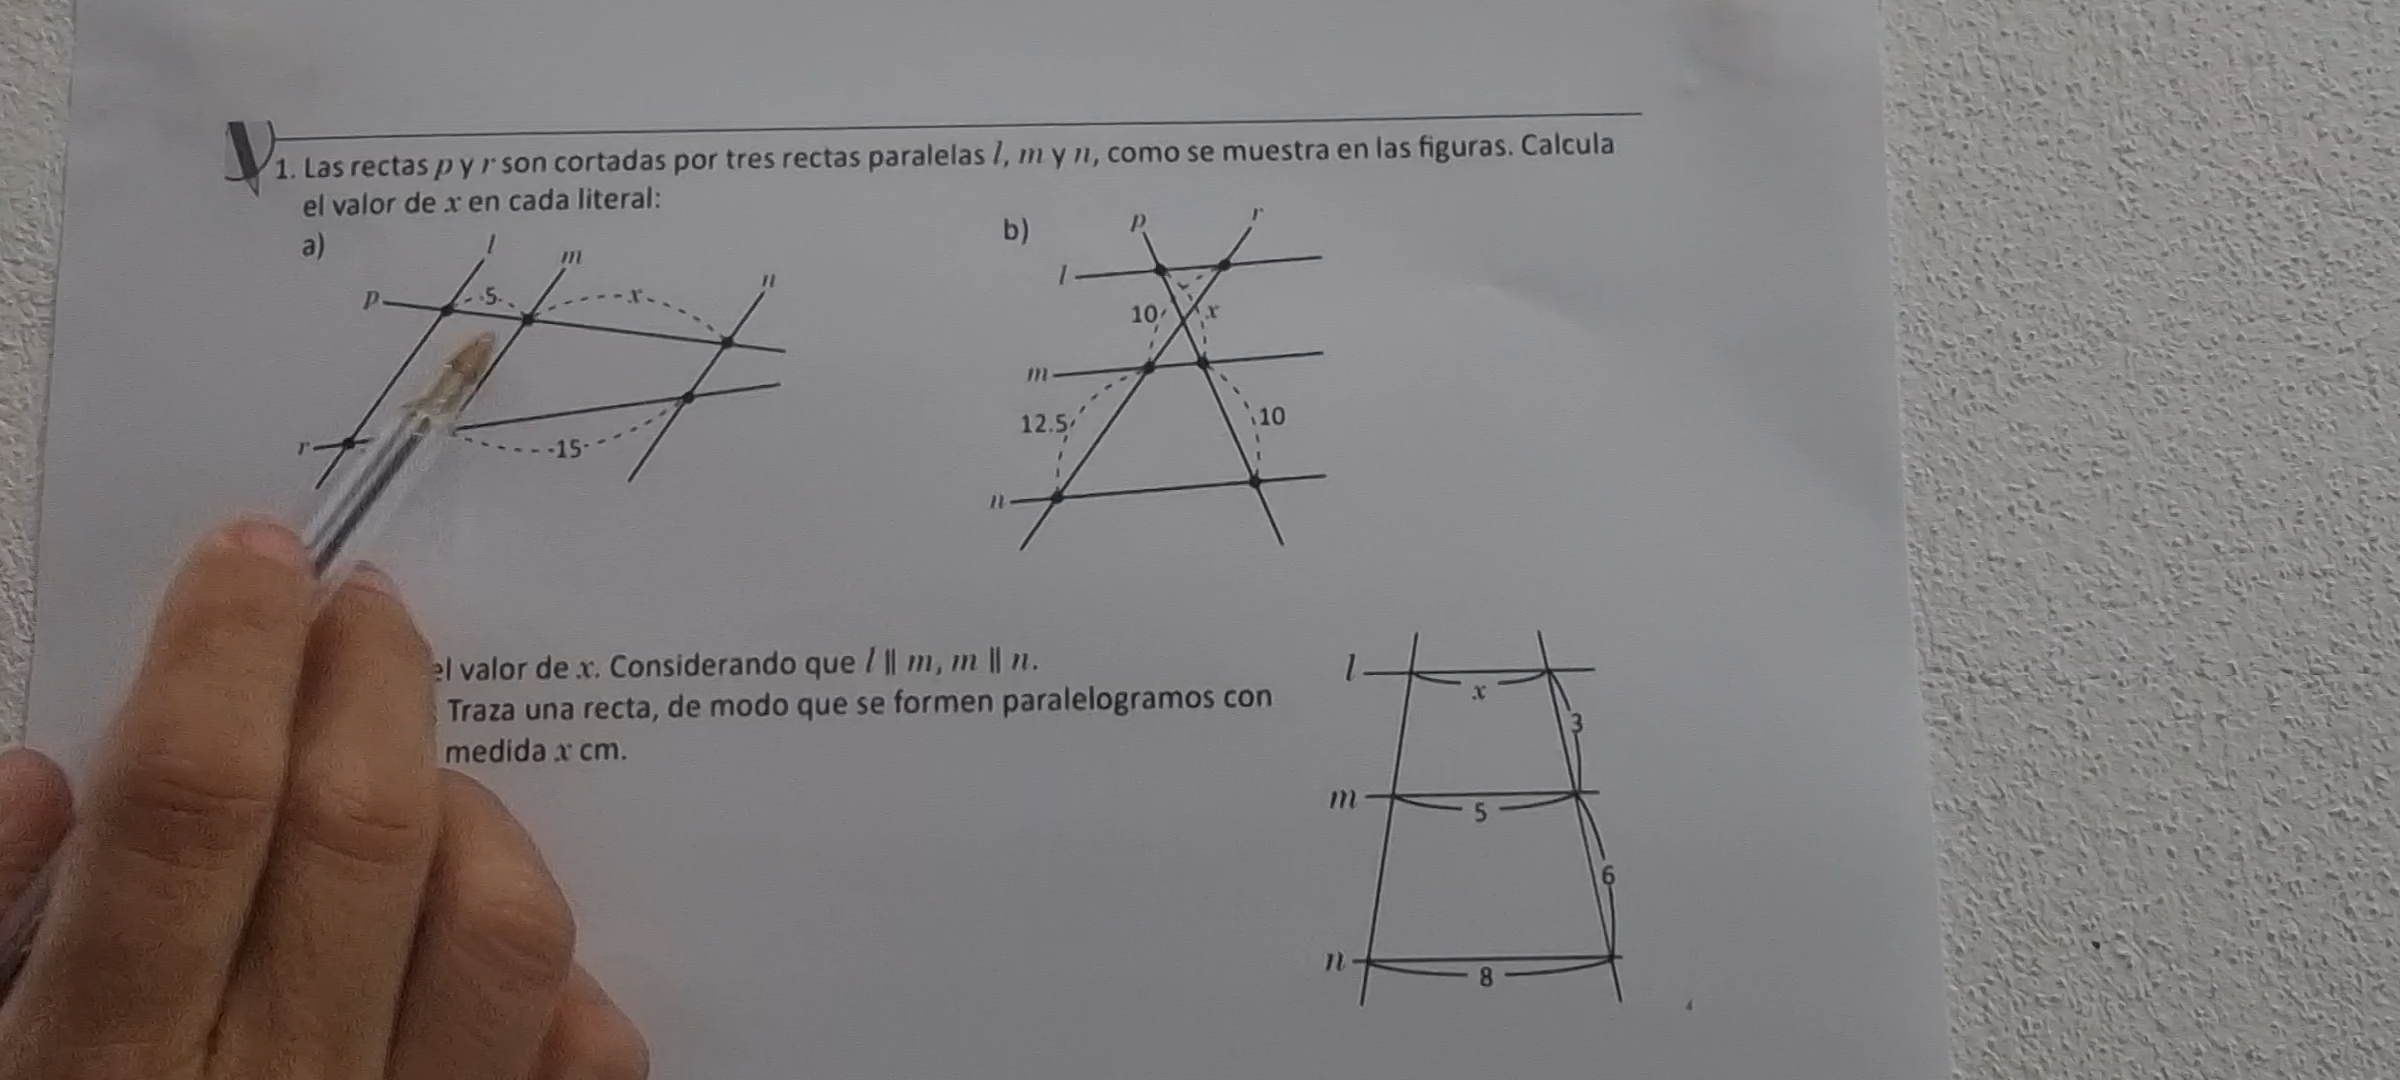 1. Las rectas p y r son cortadas por tres rectas paralelas l, m y n, como se muestra en las figuras. Calcula
el valor de x en cada literal:
a)
l
m
n
p
5
x
r
15
b)
p
r
l
10
x
m
12.5
10
n
el valor de x. Considerando que l ∥ m, m ∥ n.
Traza una recta, de modo que se formen paralelogramos con
medida x cm.
l
x
3
m
5
6
n
8